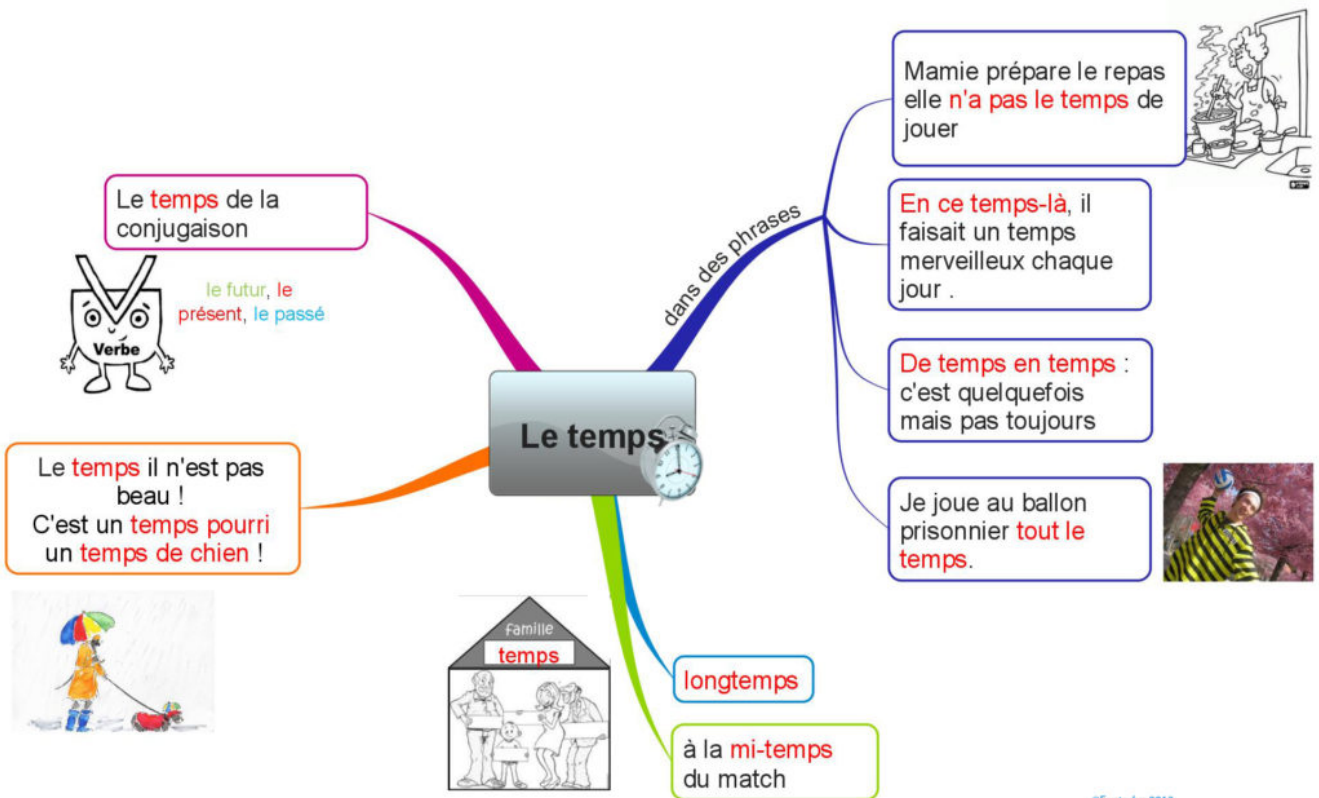 Le temps
Le temps de la
conjugaison
le futur, le
présent, le passé
Verbe
Le temps il n'est pas
beau !
C'est un temps pourri
un temps de chien !
dans des phrases
Mamie prépare le repas
elle n'a pas le temps de
jouer
En ce temps-là, il
faisait un temps
merveilleux chaque
jour .
De temps en temps :
c'est quelquefois
mais pas toujours
Je joue au ballon
prisonnier tout le
temps.
famille
temps
longtemps
à la mi-temps
du match